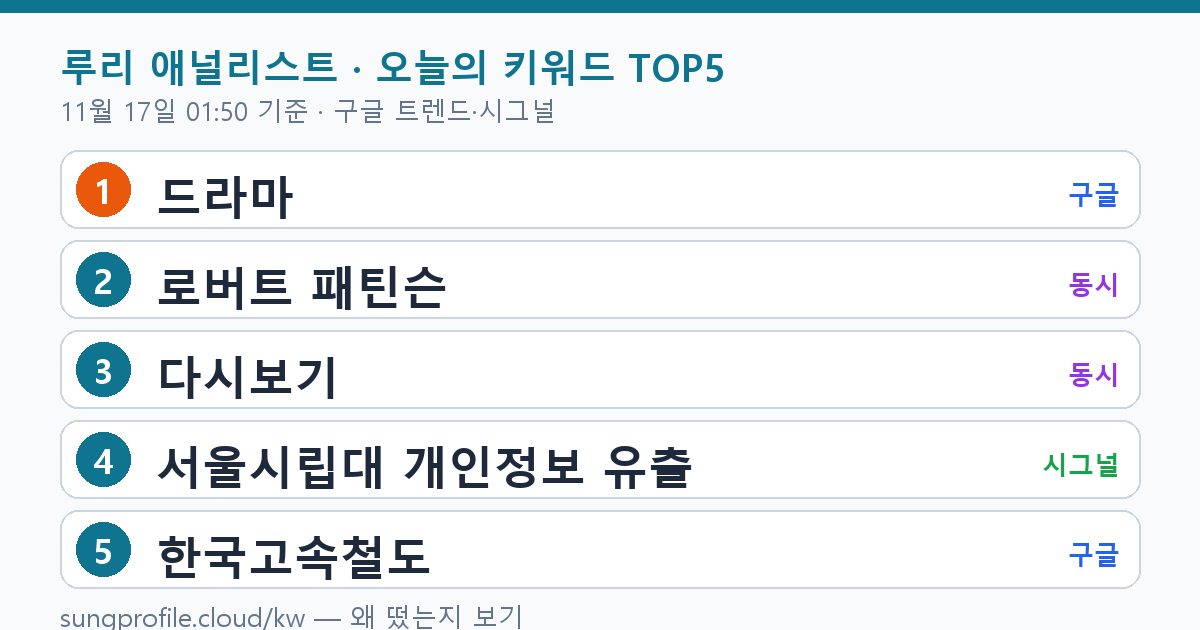 루리 애널리스트 · 오늘의 키워드 TOP5
11월 17일 01:50 기준 · 구글 트렌드·시그널
1 드라마 구글
2 로버트 패틴슨 동시
3 다시보기 동시
4 서울시립대 개인정보 유출 시그널
5 한국고속철도 구글
sungprofile.cloud/kw — 왜 떴는지 보기